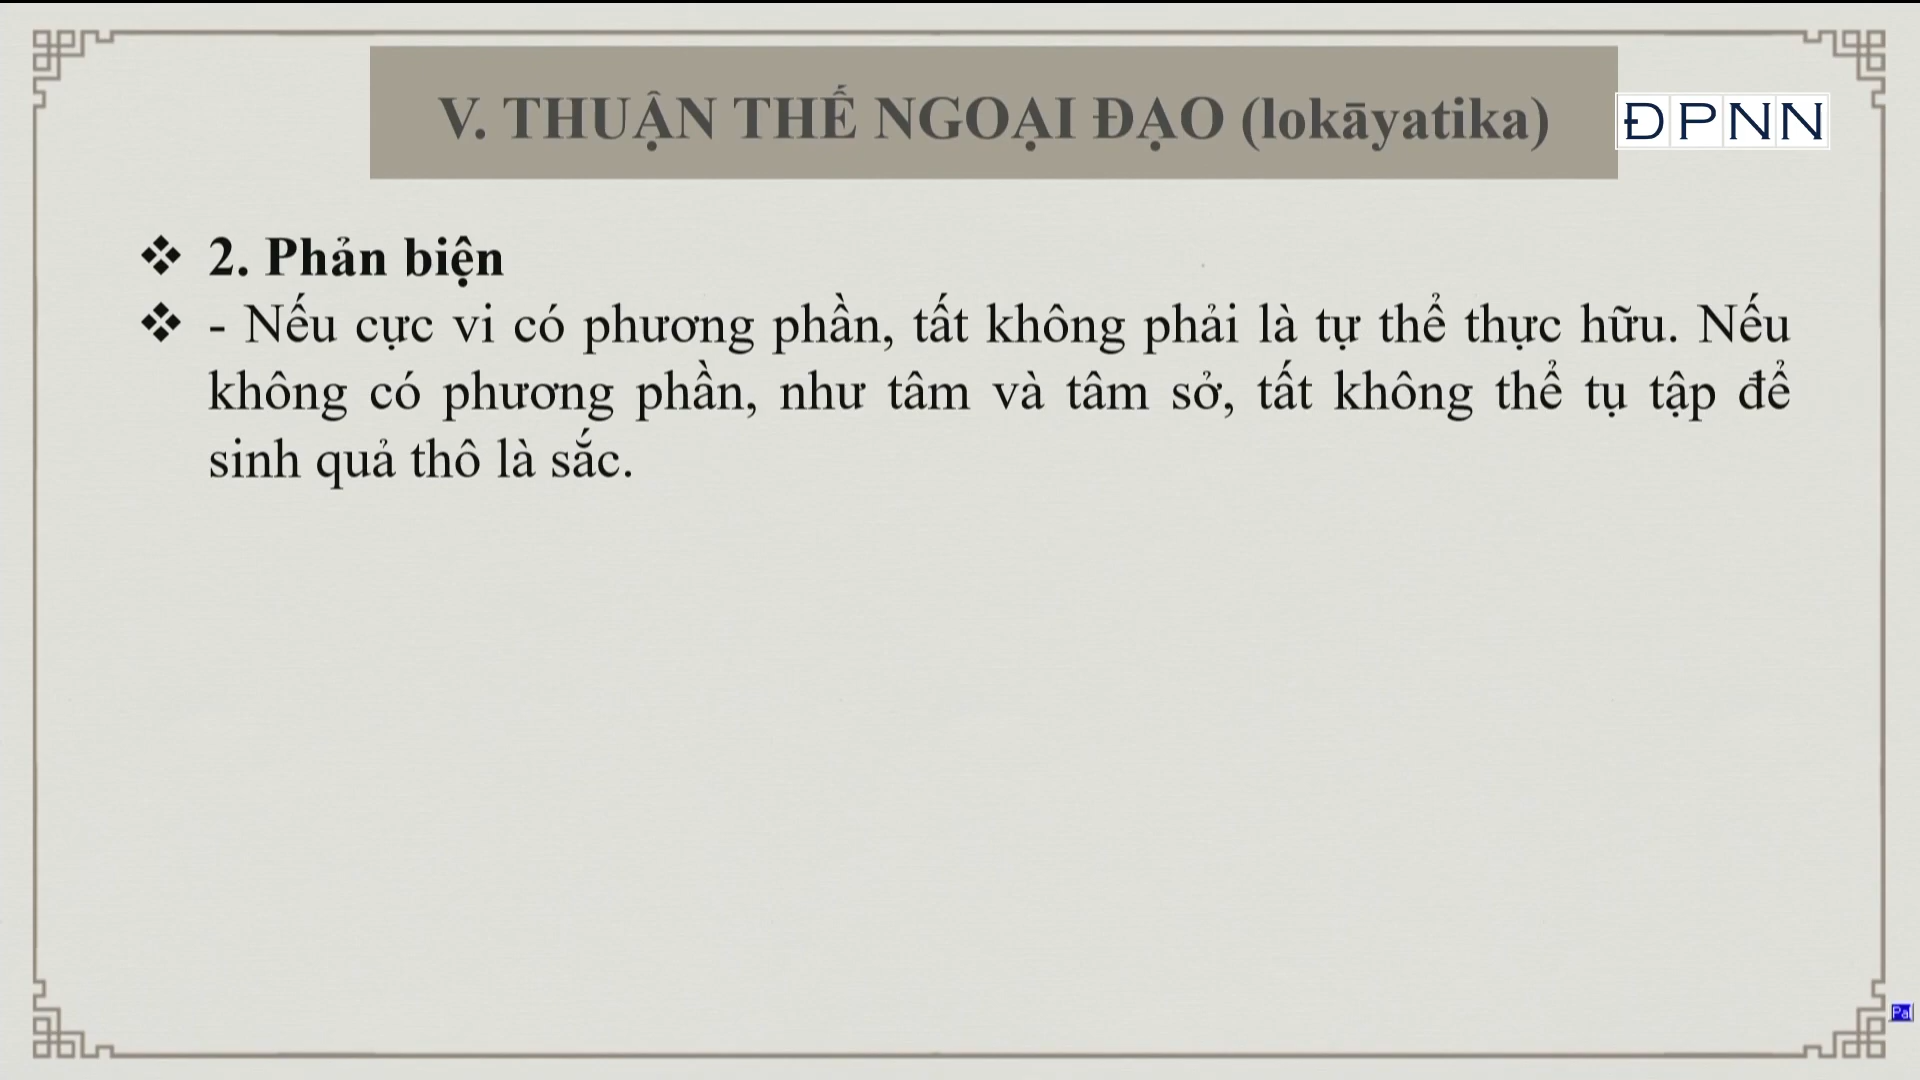 V. THUẬN THẾ NGOẠI ĐẠO (lokāyatika)
ĐPNN
❖ 2. Phản biện
❖ - Nếu cực vi có phương phần, tất không phải là tự thể thực hữu. Nếu
không có phương phần, như tâm và tâm sở, tất không thể tụ tập để
sinh quả thô là sắc.